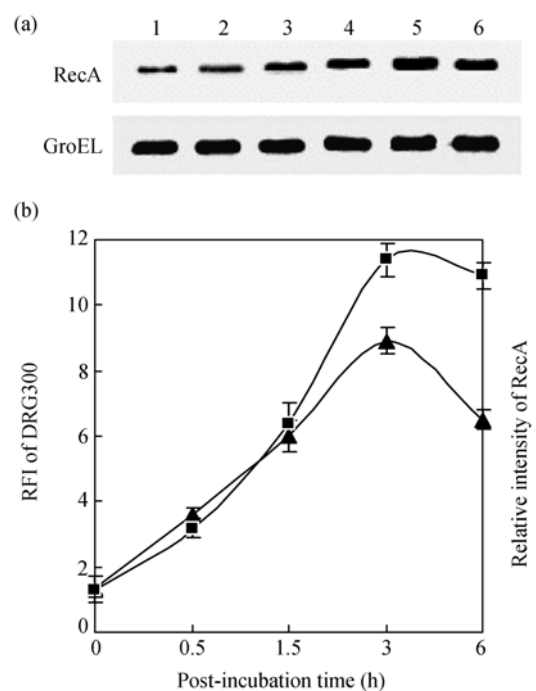 (a)
1 2 3 4 5 6
RecA
GroEL
(b)
12
10
8
6
4
2
0
RFI of DRG300
Relative intensity of RecA
0 0.5 1.5 3 6
Post-incubation time (h)